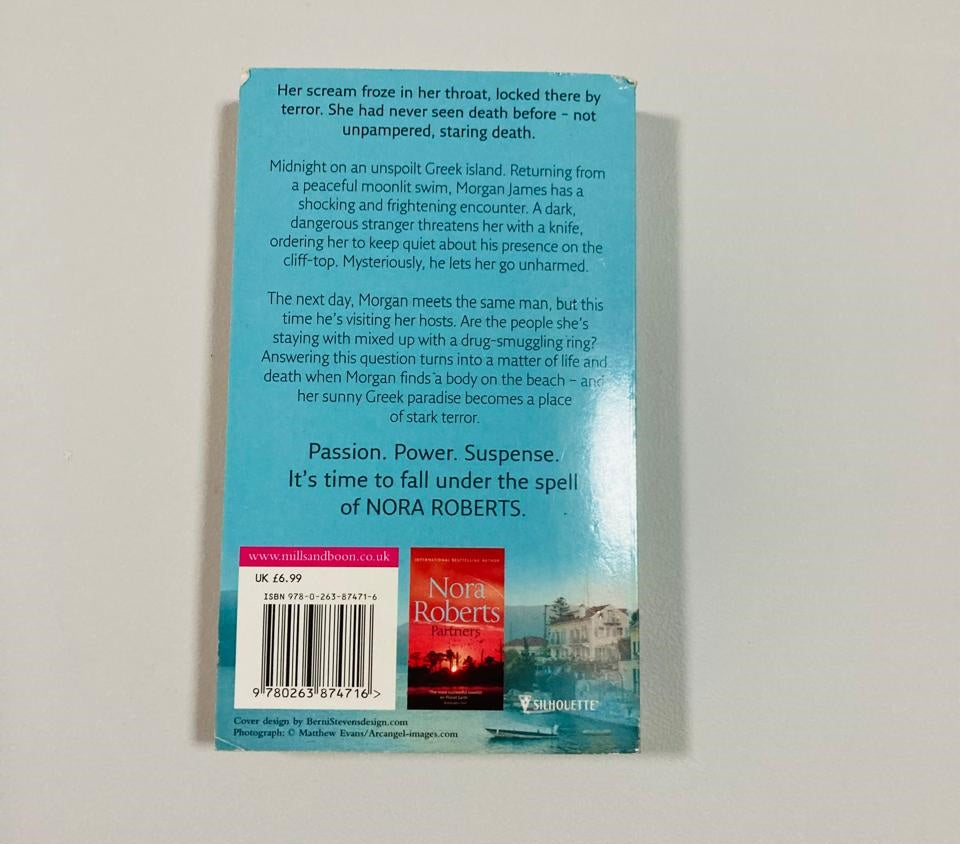 Her scream froze in her throat, locked there by
terror. She had never seen death before – not
unpampered, staring death.
Midnight on an unspoilt Greek island. Returning from
a peaceful moonlit swim, Morgan James has a
shocking and frightening encounter. A dark,
dangerous stranger threatens her with a knife,
ordering her to keep quiet about his presence on the
cliff-top. Mysteriously, he lets her go unharmed.
The next day, Morgan meets the same man, but this
time he's visiting her hosts. Are the people she's
staying with mixed up with a drug-smuggling ring?
Answering this question turns into a matter of life and
death when Morgan finds a body on the beach – and
her sunny Greek paradise becomes a place
of stark terror.
Passion. Power. Suspense.
It's time to fall under the spell
of NORA ROBERTS.
www.millsandboon.co.uk
UK £6.99
ISBN 978-0-263-87471-6
9 780263 874716 >
INTERNATIONAL BESTSELLING AUTHOR
Nora
Roberts
Partners
"The most successful novelist
on Planet Earth
SILHOUETTE
Cover design by BerniStevensdesign.com
Photograph: © Matthew Evans/Arcangel-images.com